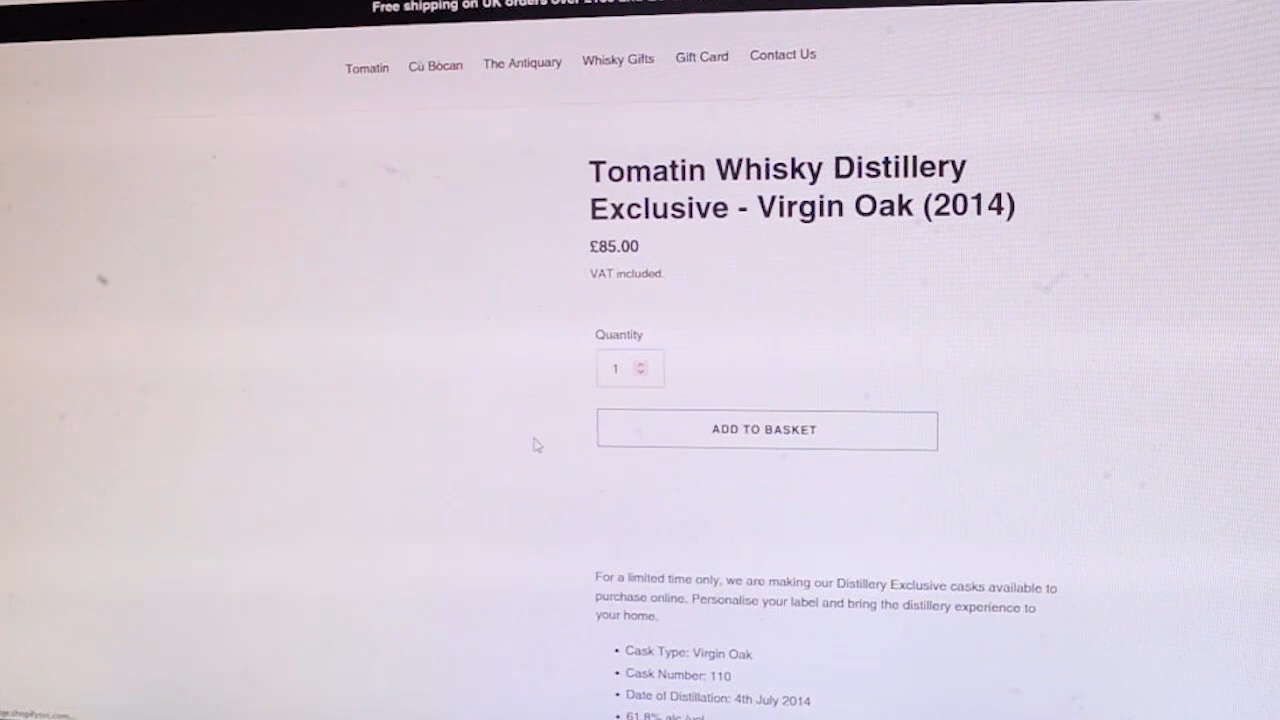 Free shipping on UK orders over
Tomatin Cù Bòcan The Antiquary Whisky Gifts Gift Card Contact Us
Tomatin Whisky Distillery
Exclusive - Virgin Oak (2014)
£85.00
VAT included.
Quantity
1
ADD TO BASKET
For a limited time only, we are making our Distillery Exclusive casks available to
purchase online. Personalise your label and bring the distillery experience to
your home.
• Cask Type: Virgin Oak
• Cask Number: 110
• Date of Distillation: 4th July 2014
• 61.8% alc